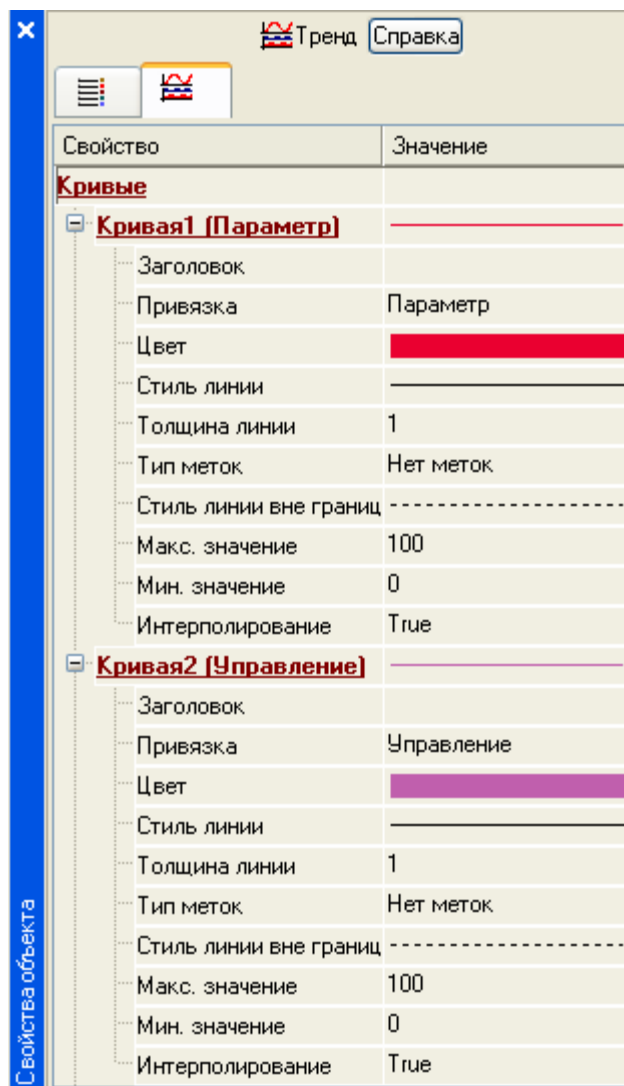 Тренд Справка
Свойство Значение
Кривые
Кривая1 (Параметр)
Заголовок
Привязка Параметр
Цвет
Стиль линии
Толщина линии 1
Тип меток Нет меток
Стиль линии вне границ
Макс. значение 100
Мин. значение 0
Интерполирование True
Кривая2 (Управление)
Заголовок
Привязка Управление
Цвет
Стиль линии
Толщина линии 1
Тип меток Нет меток
Стиль линии вне границ
Макс. значение 100
Мин. значение 0
Интерполирование True
Свойства объекта